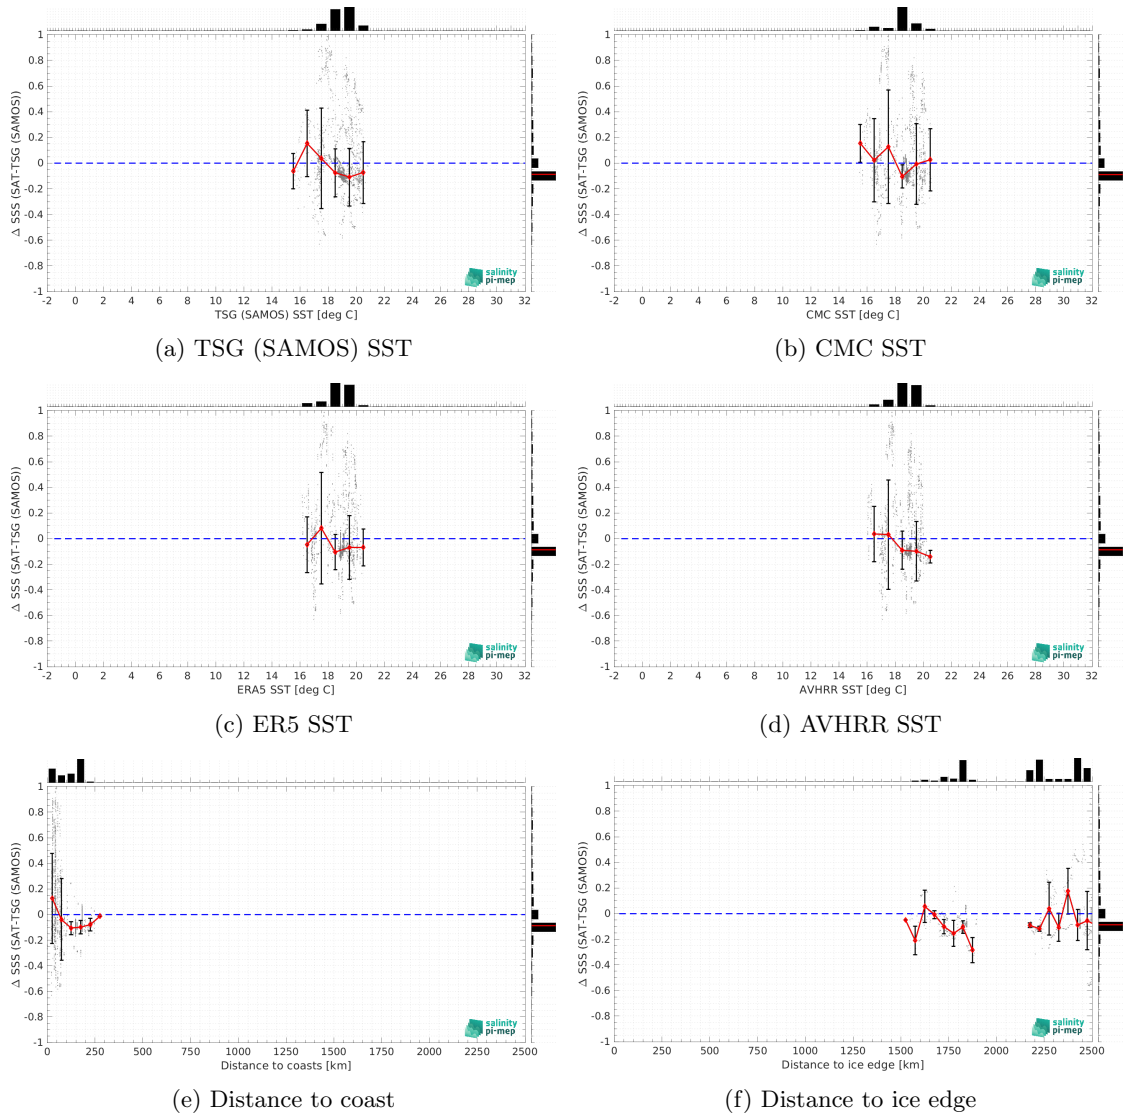 1
0.8
0.6
0.4
0.2
0
-0.2
-0.4
-0.6
-0.8
-1
Δ SSS (SAT-TSG (SAMOS))
-2 0 2 4 6 8 10 12 14 16 18 20 22 24 26 28 30 32
TSG (SAMOS) SST [deg C]
salinity
pi-mep
(a) TSG (SAMOS) SST
1
0.8
0.6
0.4
0.2
0
-0.2
-0.4
-0.6
-0.8
-1
Δ SSS (SAT-TSG (SAMOS))
-2 0 2 4 6 8 10 12 14 16 18 20 22 24 26 28 30 32
CMC SST [deg C]
salinity
pi-mep
(b) CMC SST
1
0.8
0.6
0.4
0.2
0
-0.2
-0.4
-0.6
-0.8
-1
Δ SSS (SAT-TSG (SAMOS))
-2 0 2 4 6 8 10 12 14 16 18 20 22 24 26 28 30 32
ERA5 SST [deg C]
salinity
pi-mep
(c) ER5 SST
1
0.8
0.6
0.4
0.2
0
-0.2
-0.4
-0.6
-0.8
-1
Δ SSS (SAT-TSG (SAMOS))
-2 0 2 4 6 8 10 12 14 16 18 20 22 24 26 28 30 32
AVHRR SST [deg C]
salinity
pi-mep
(d) AVHRR SST
1
0.8
0.6
0.4
0.2
0
-0.2
-0.4
-0.6
-0.8
-1
Δ SSS (SAT-TSG (SAMOS))
0 250 500 750 1000 1250 1500 1750 2000 2250 2500
Distance to coasts [km]
salinity
pi-mep
(e) Distance to coast
1
0.8
0.6
0.4
0.2
0
-0.2
-0.4
-0.6
-0.8
-1
Δ SSS (SAT-TSG (SAMOS))
0 250 500 750 1000 1250 1500 1750 2000 2250 2500
Distance to ice edge [km]
salinity
pi-mep
(f) Distance to ice edge